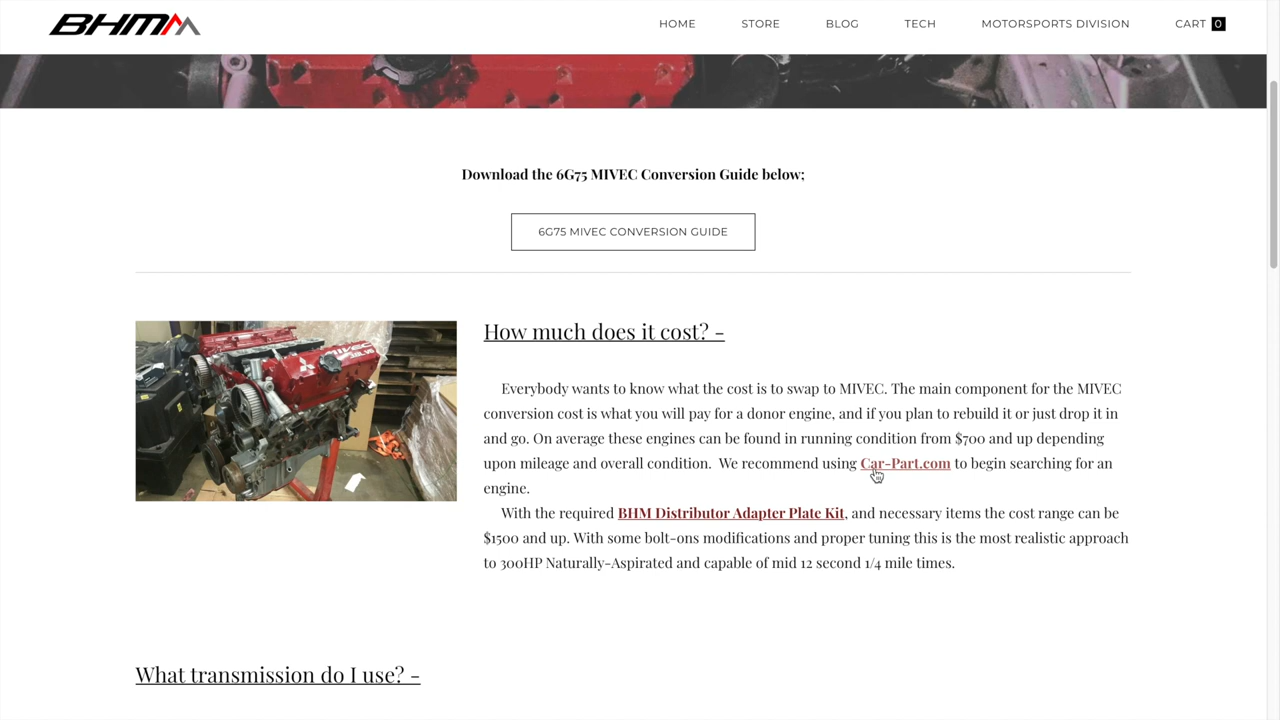 BHM
HOME STORE BLOG TECH MOTORSPORTS DIVISION CART 0
Download the 6G75 MIVEC Conversion Guide below;
6G75 MIVEC CONVERSION GUIDE
How much does it cost? -
Everybody wants to know what the cost is to swap to MIVEC. The main component for the MIVEC
conversion cost is what you will pay for a donor engine, and if you plan to rebuild it or just drop it in
and go. On average these engines can be found in running condition from $700 and up depending
upon mileage and overall condition. We recommend using Car-Part.com to begin searching for an
engine.
With the required BHM Distributor Adapter Plate Kit, and necessary items the cost range can be
$1500 and up. With some bolt-ons modifications and proper tuning this is the most realistic approach
to 300HP Naturally-Aspirated and capable of mid 12 second 1/4 mile times.
What transmission do I use? -